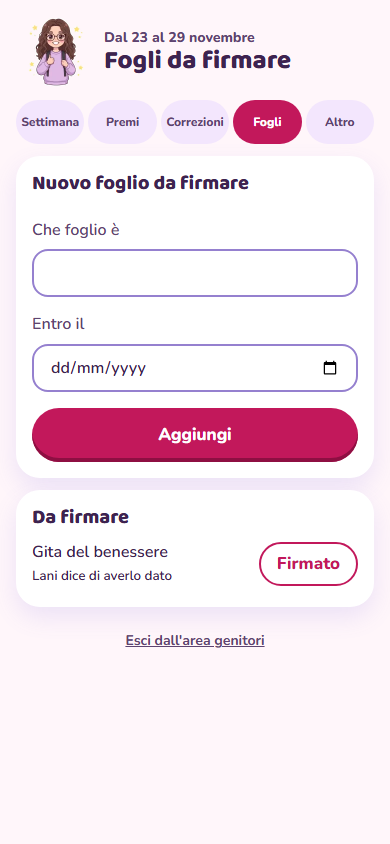 Dal 23 al 29 novembre
Fogli da firmare
Settimana
Premi
Correzioni
Fogli
Altro
Nuovo foglio da firmare
Che foglio è
Entro il
dd/mm/yyyy
Aggiungi
Da firmare
Gita del benessere
Lani dice di averlo dato
Firmato
Esci dall'area genitori